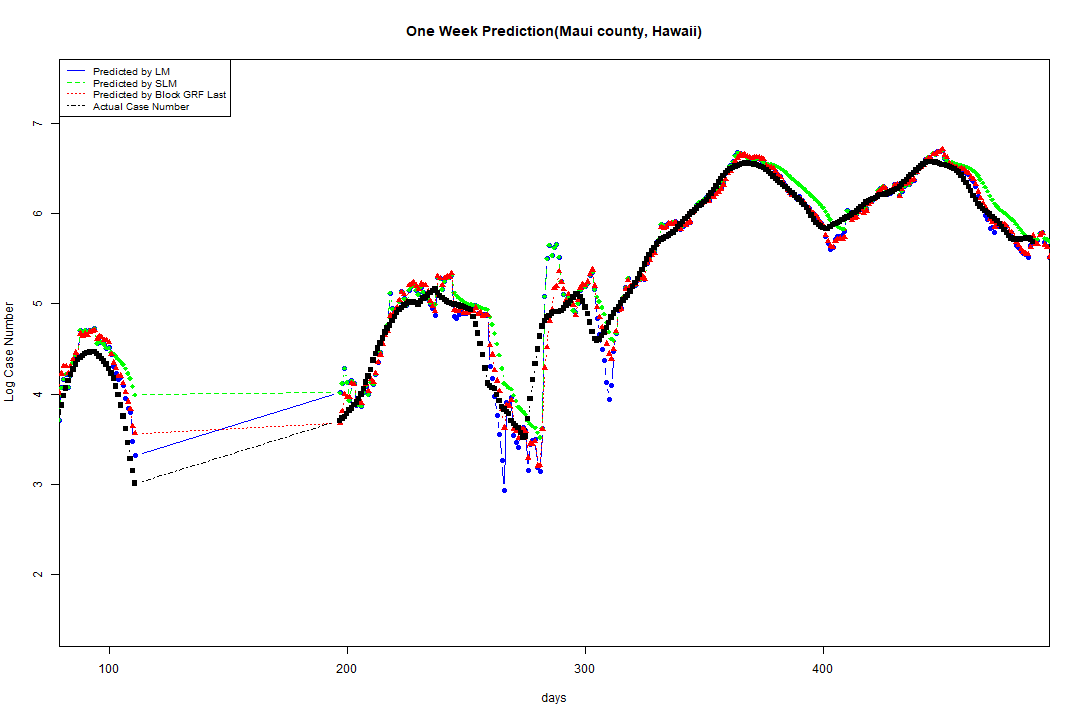 One Week Prediction(Maui county, Hawaii)
Predicted by LM
Predicted by SLM
Predicted by Block GRF Last
Actual Case Number
Log Case Number
7
6
5
4
3
2
100 200 300 400
days